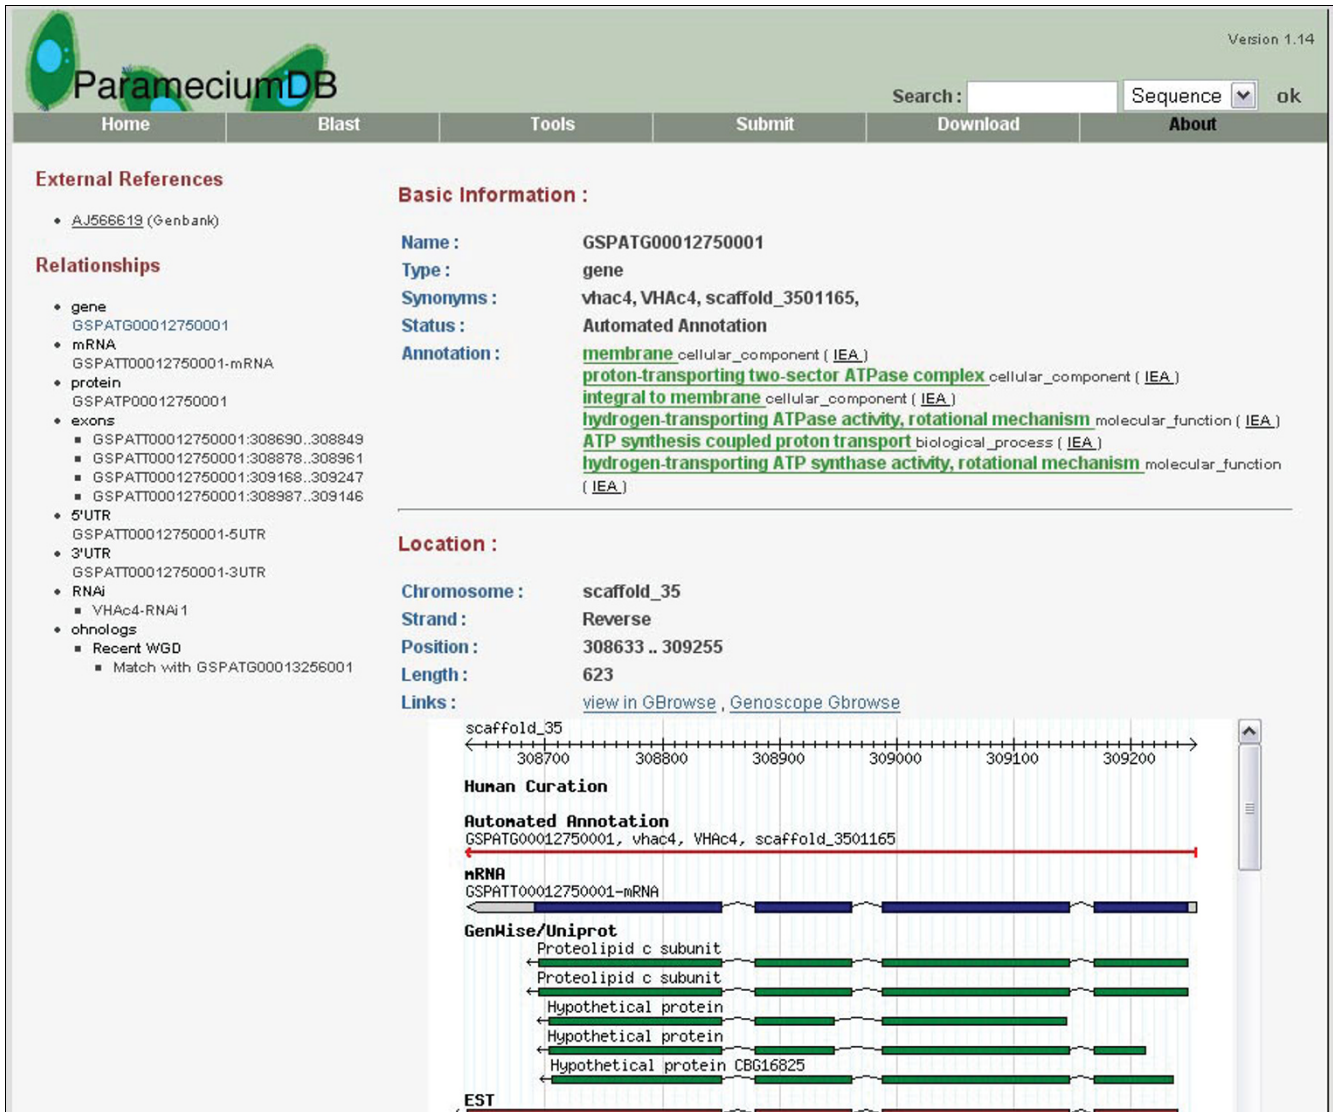 Version 1.14
ParameciumDB
Search :
Sequence
ok
Home
Blast
Tools
Submit
Download
About
External References
AJ566619 (Genbank)
Relationships
gene
GSPATG00012750001
mRNA
GSPATT00012750001-mRNA
protein
GSPATP00012750001
exons
GSPATT00012750001:308690..308849
GSPATT00012750001:308878..308961
GSPATT00012750001:309168..309247
GSPATT00012750001:308987..309146
5'UTR
GSPATT00012750001-5UTR
3'UTR
GSPATT00012750001-3UTR
RNAi
VHAc4-RNAi1
ohnologs
Recent WGD
Match with GSPATG00013256001
Basic Information :
Name : GSPATG00012750001
Type : gene
Synonyms : vhac4, VHAc4, scaffold_3501165,
Status : Automated Annotation
Annotation : membrane cellular_component ( IEA )
proton-transporting two-sector ATPase complex cellular_component ( IEA )
integral to membrane cellular_component ( IEA )
hydrogen-transporting ATPase activity, rotational mechanism molecular_function ( IEA )
ATP synthesis coupled proton transport biological_process ( IEA )
hydrogen-transporting ATP synthase activity, rotational mechanism molecular_function
( IEA )
Location :
Chromosome : scaffold_35
Strand : Reverse
Position : 308633 .. 309255
Length : 623
Links : view in GBrowse , Genoscope Gbrowse
scaffold_35
308700 308800 308900 309000 309100 309200
Human Curation
Automated Annotation
GSPATG00012750001, vhac4, VHAc4, scaffold_3501165
mRNA
GSPATT00012750001-mRNA
GenWise/Uniprot
Proteolipid c subunit
Proteolipid c subunit
Hypothetical protein
Hypothetical protein
Hypothetical protein CBG16825
EST